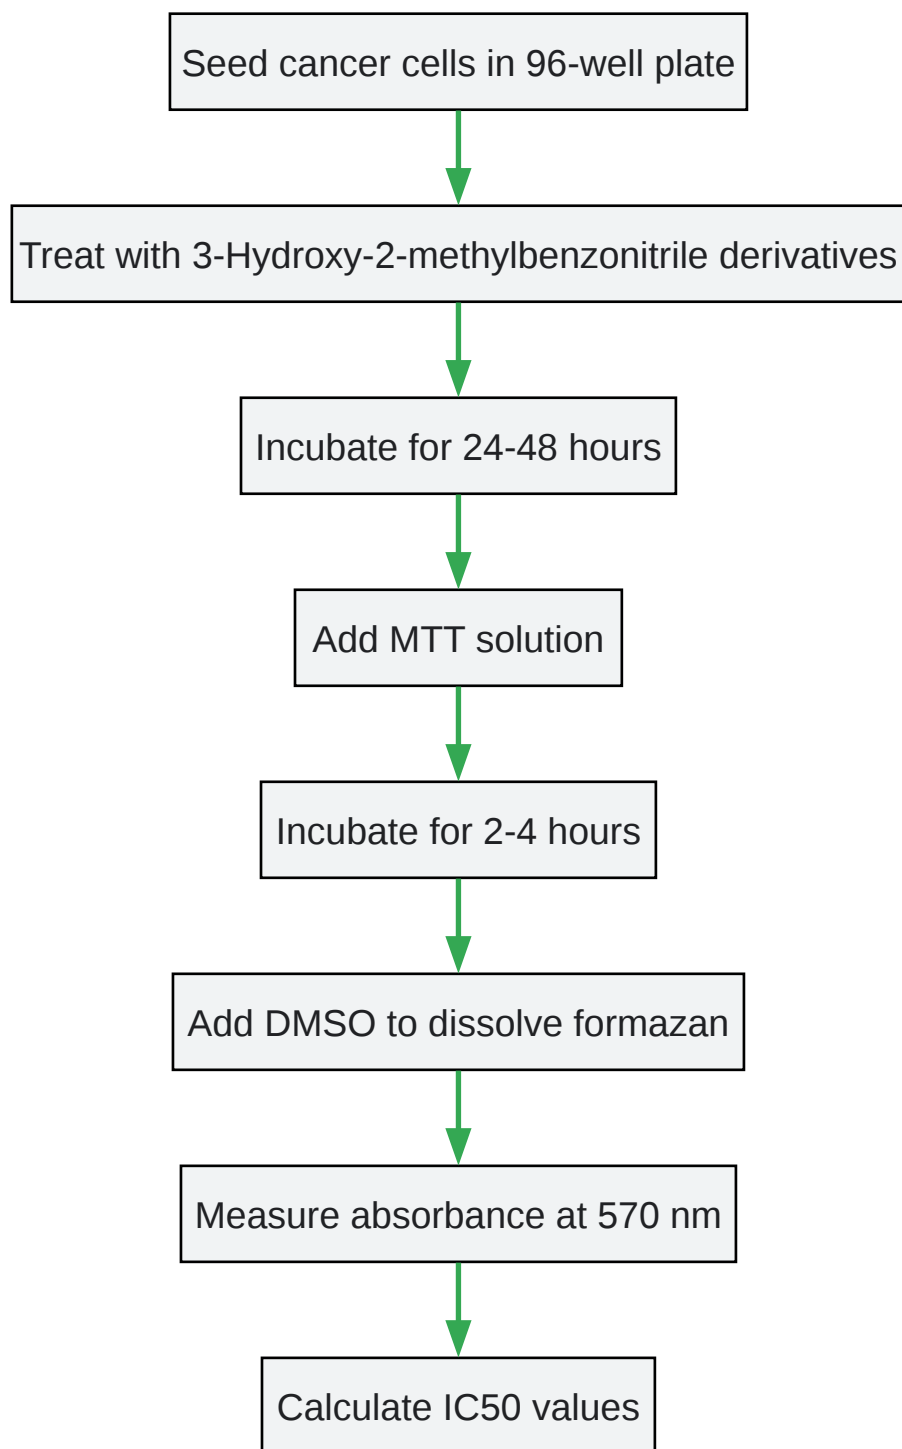 Seed cancer cells in 96-well plate
Treat with 3-Hydroxy-2-methylbenzonitrile derivatives
Incubate for 24-48 hours
Add MTT solution
Incubate for 2-4 hours
Add DMSO to dissolve formazan
Measure absorbance at 570 nm
Calculate IC50 values